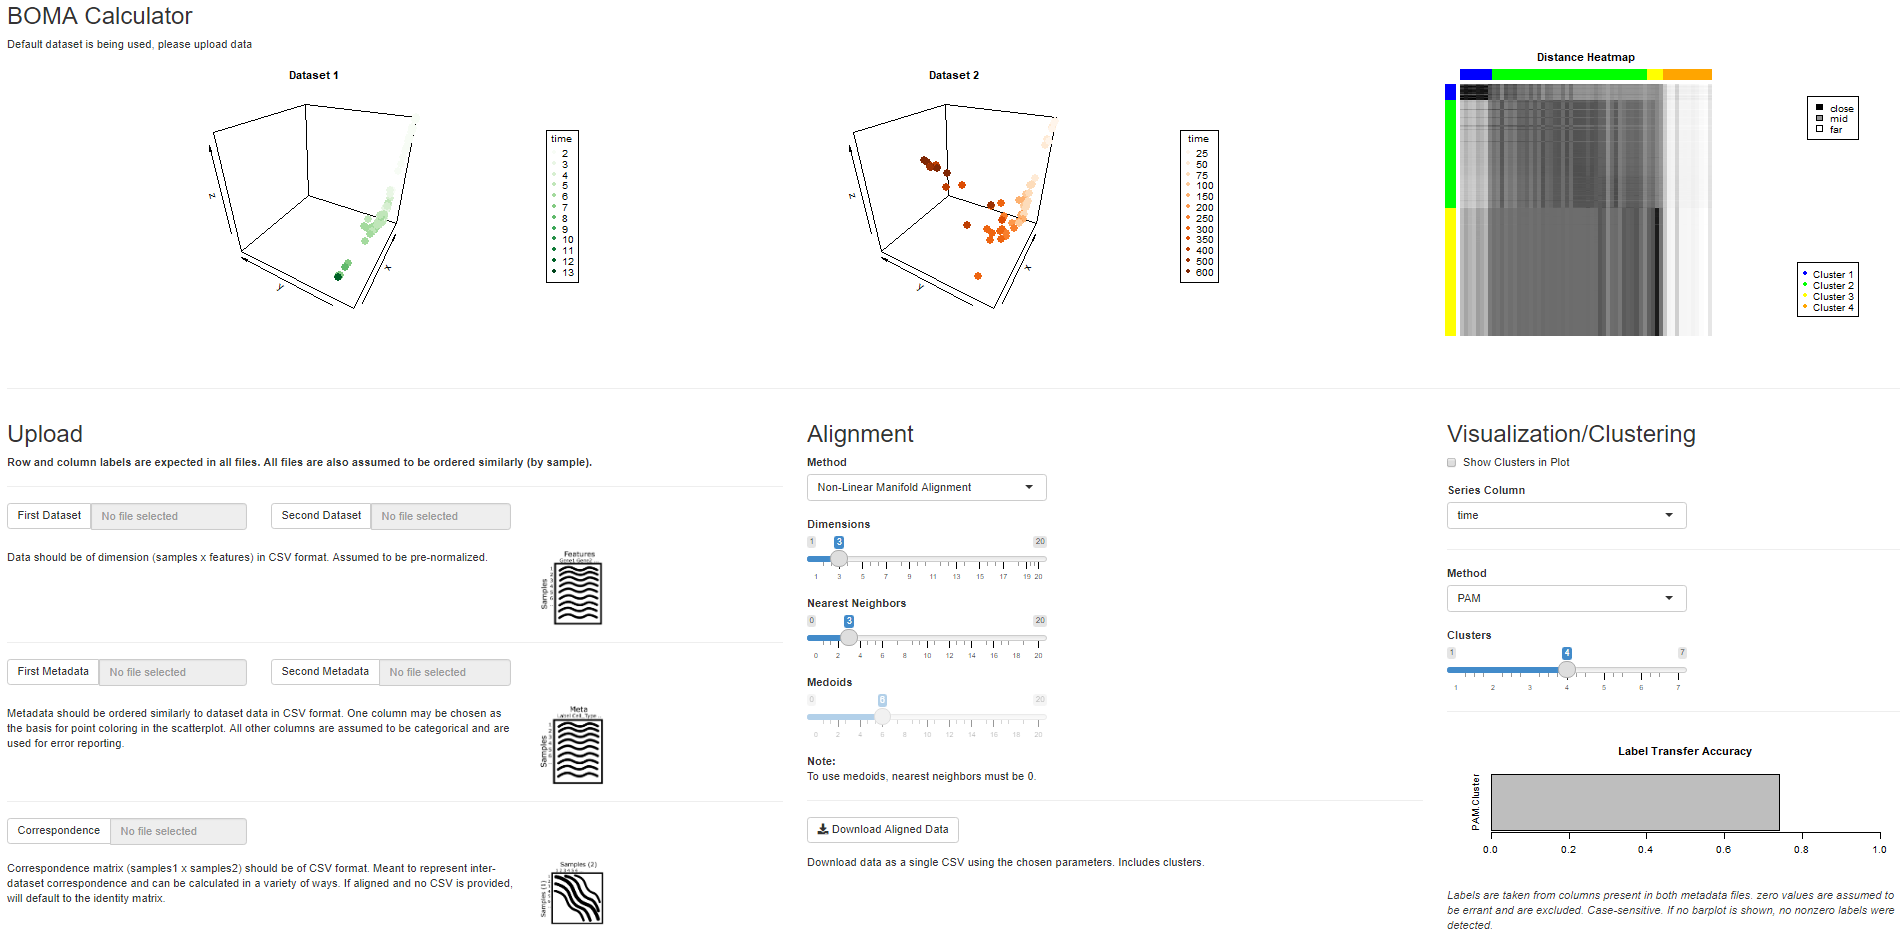 BOMA Calculator
Default dataset is being used, please upload data
Dataset 1
z
y
x
time
2
3
4
5
6
7
8
9
10
11
12
13
Dataset 2
z
y
x
time
25
50
75
100
150
200
250
300
350
400
500
600
Distance Heatmap
close
mid
far
Cluster 1
Cluster 2
Cluster 3
Cluster 4
Upload
Row and column labels are expected in all files. All files are also assumed to be ordered similarly (by sample).
First Dataset No file selected
Second Dataset No file selected
Data should be of dimension (samples x features) in CSV format. Assumed to be pre-normalized.
Features
Samples
First Metadata No file selected
Second Metadata No file selected
Metadata should be ordered similarly to dataset data in CSV format. One column may be chosen as
the basis for point coloring in the scatterplot. All other columns are assumed to be categorical and are
used for error reporting.
Meta
Samples
Correspondence No file selected
Correspondence matrix (samples1 x samples2) should be of CSV format. Meant to represent inter-
dataset correspondence and can be calculated in a variety of ways. If aligned and no CSV is provided,
will default to the identity matrix.
Samples (2)
Samples (1)
Alignment
Method
Non-Linear Manifold Alignment
Dimensions
1 3 20
1 3 5 7 9 11 13 15 17 19 20
Nearest Neighbors
0 3 20
0 2 4 6 8 10 12 14 16 18 20
Medoids
0 6 20
0 2 4 6 8 10 12 14 16 18 20
Note:
To use medoids, nearest neighbors must be 0.
Download Aligned Data
Download data as a single CSV using the chosen parameters. Includes clusters.
Visualization/Clustering
Show Clusters in Plot
Series Column
time
Method
PAM
Clusters
1 4 7
1 2 3 4 5 6 7
Label Transfer Accuracy
PAM.Cluster
0.0 0.2 0.4 0.6 0.8 1.0
Labels are taken from columns present in both metadata files. zero values are assumed to
be errant and are excluded. Case-sensitive. If no barplot is shown, no nonzero labels were
detected.